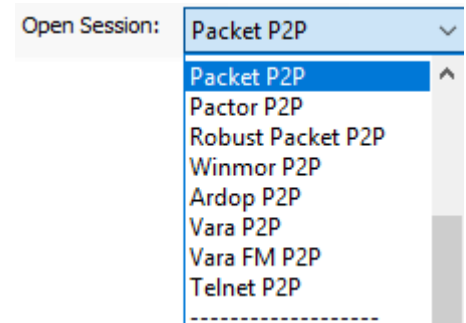 Open Session: Packet P2P
Packet P2P
Pactor P2P
Robust Packet P2P
Winmor P2P
Ardop P2P
Vara P2P
Vara FM P2P
Telnet P2P
-------------------